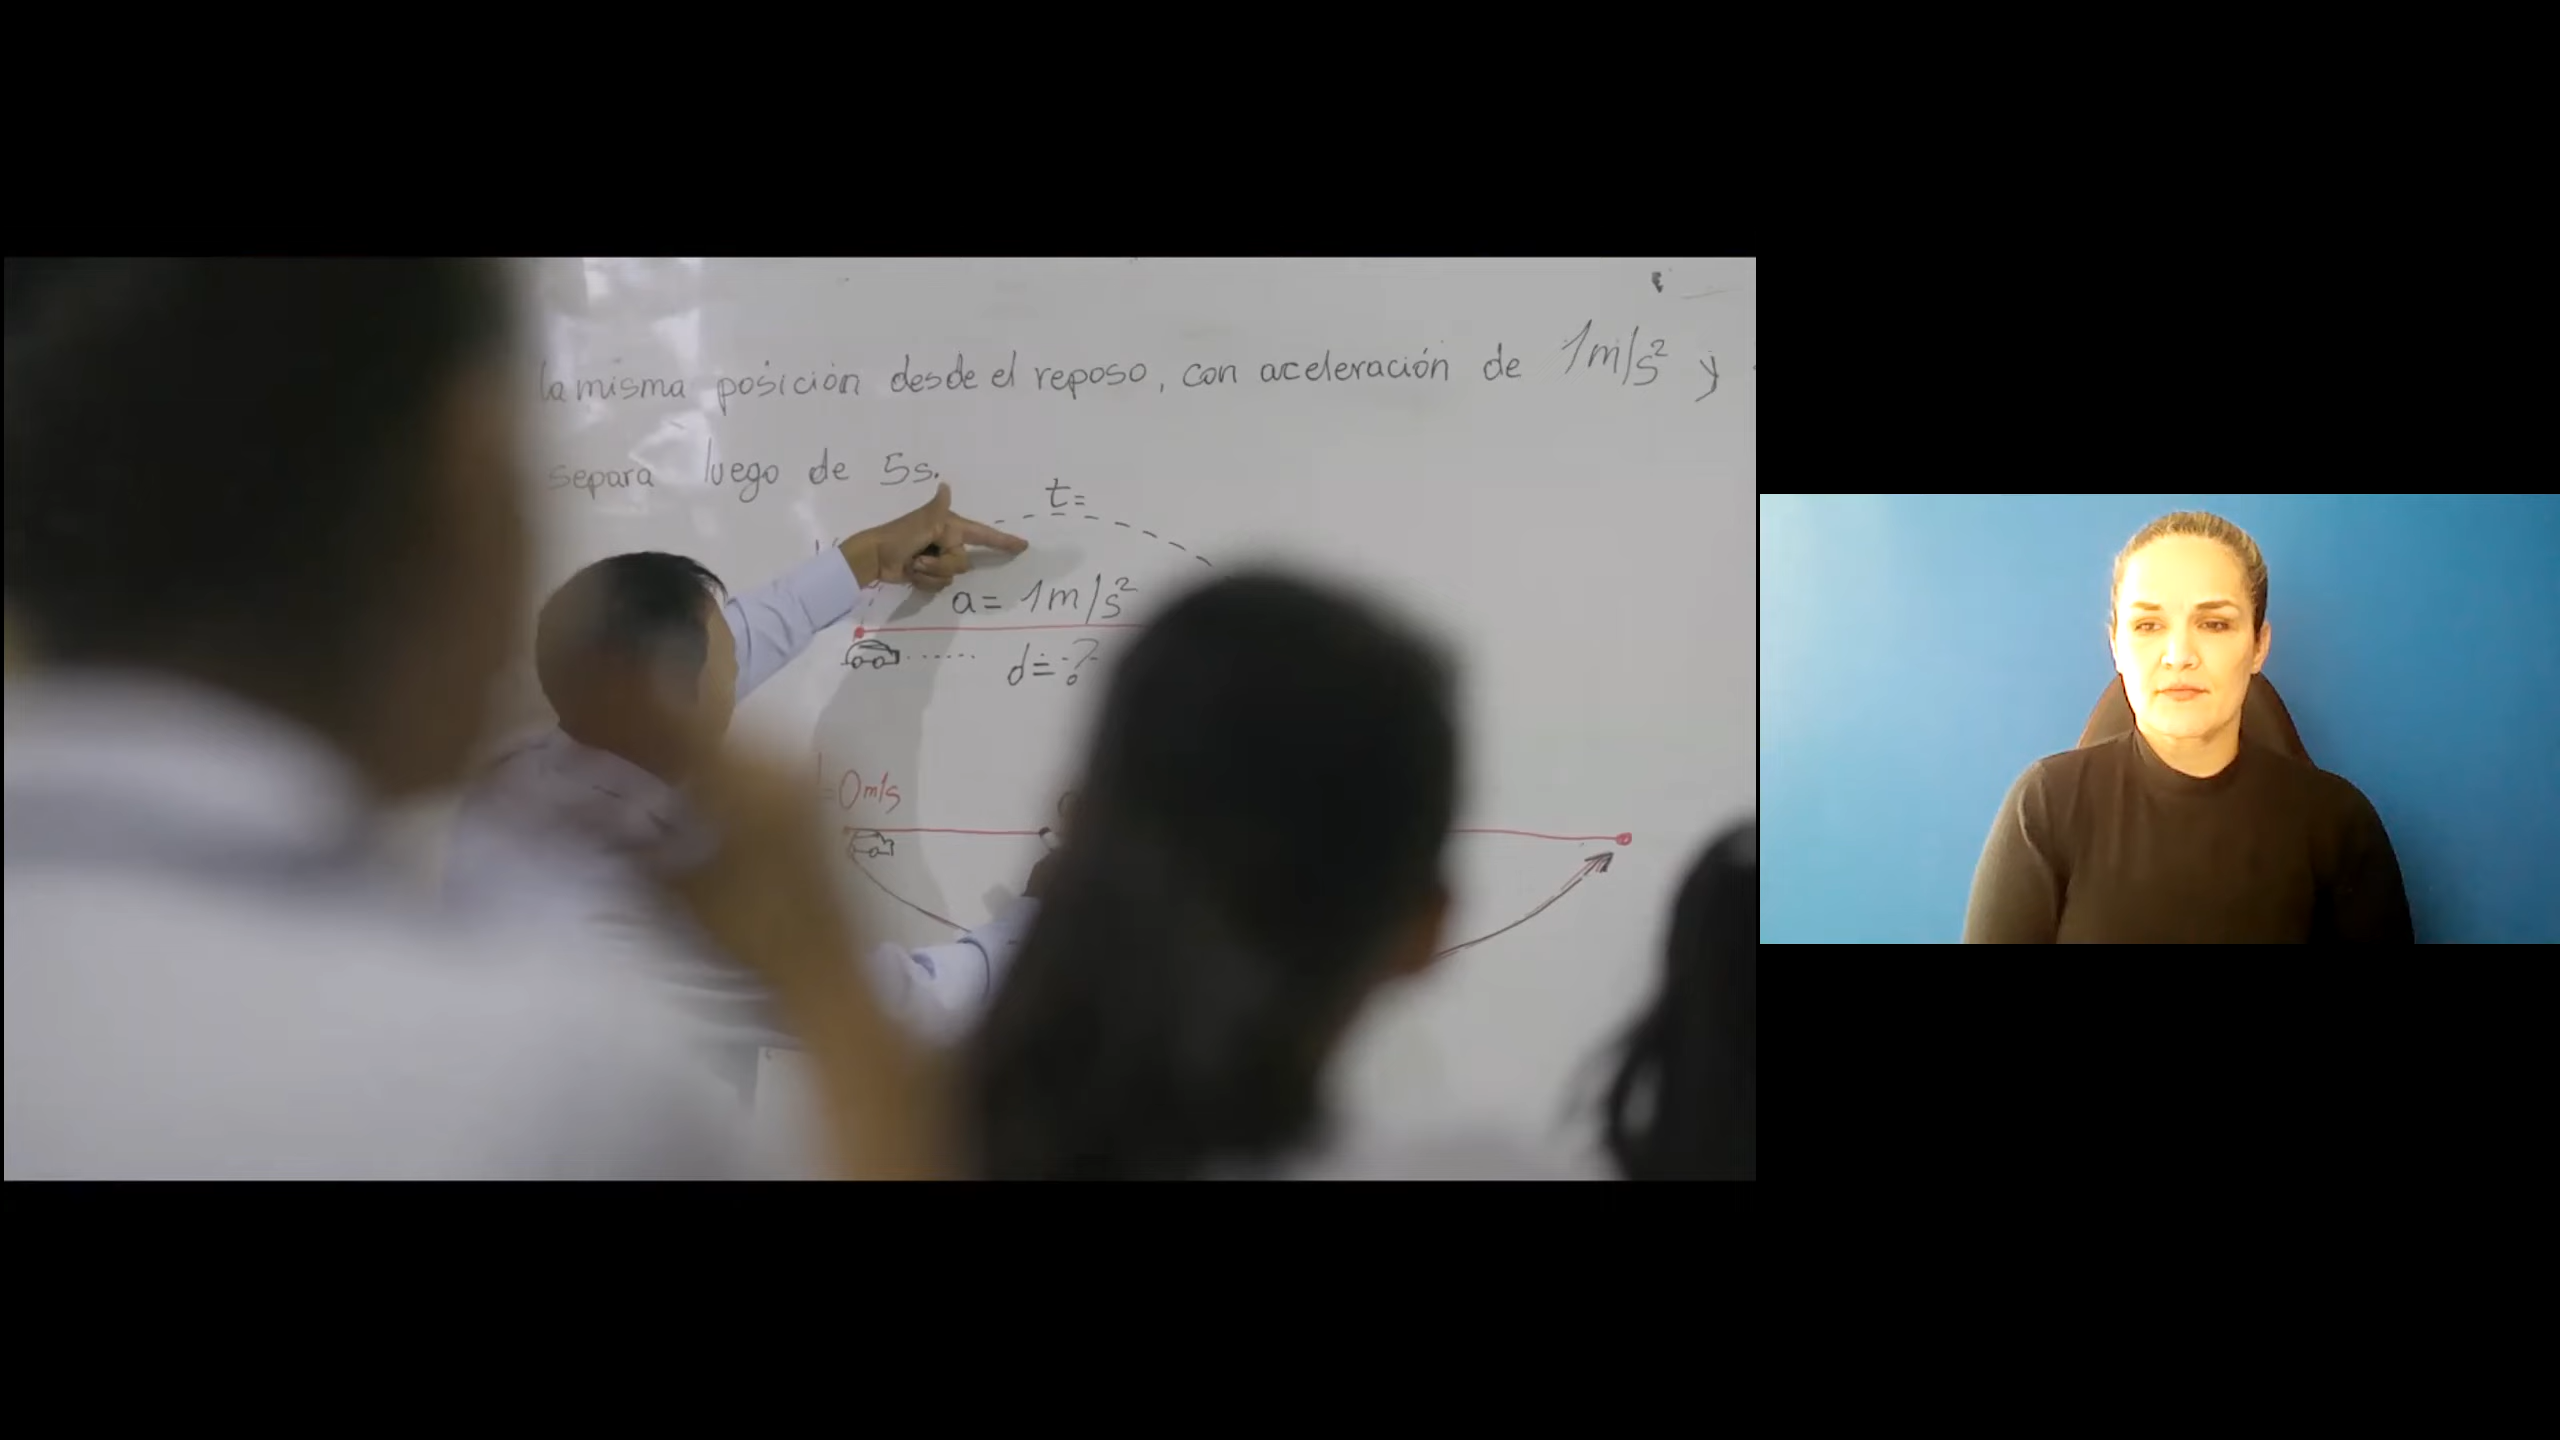 la misma posición desde el reposo, con aceleración de 1m/s² y
separa luego de 5s.
t=
a= 1m/s²
d=?
=0m/s